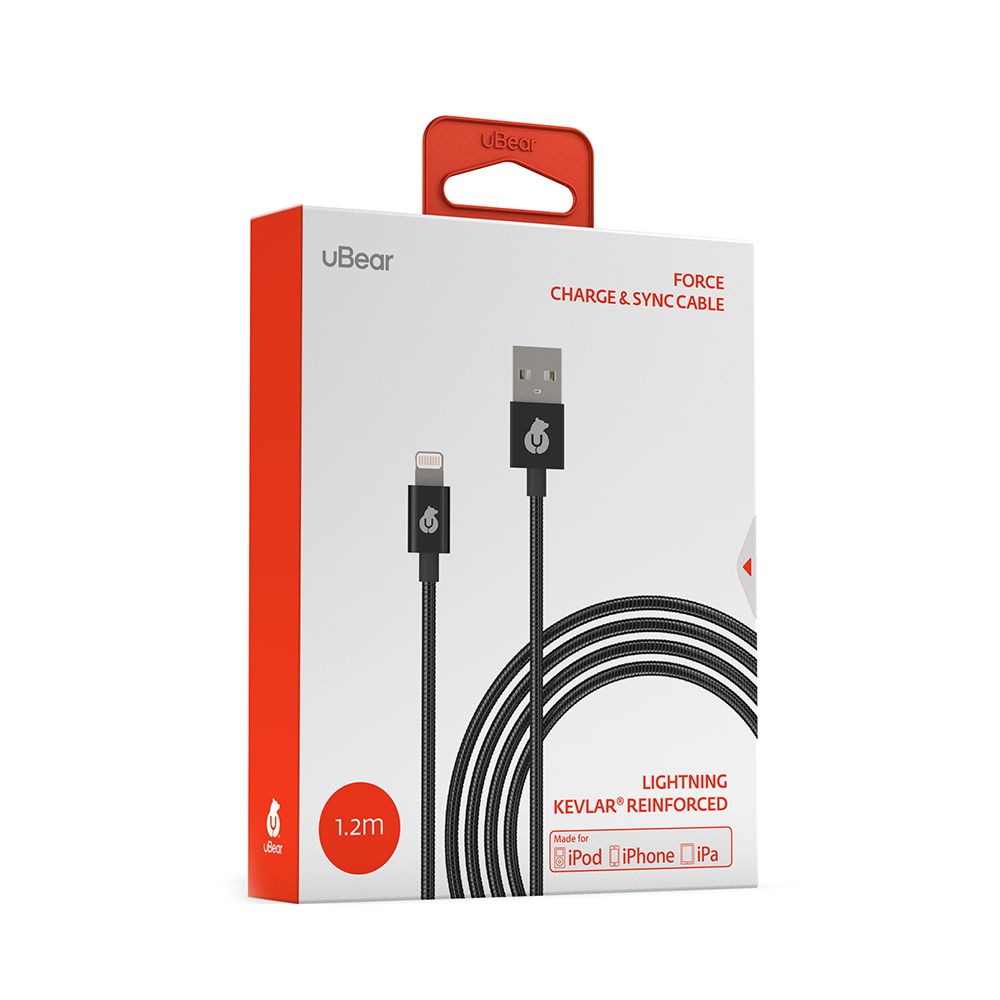 uBear
uBear
FORCE
CHARGE & SYNC CABLE
LIGHTNING
KEVLAR® REINFORCED
1.2m
Made for
iPod iPhone iPa
uBear